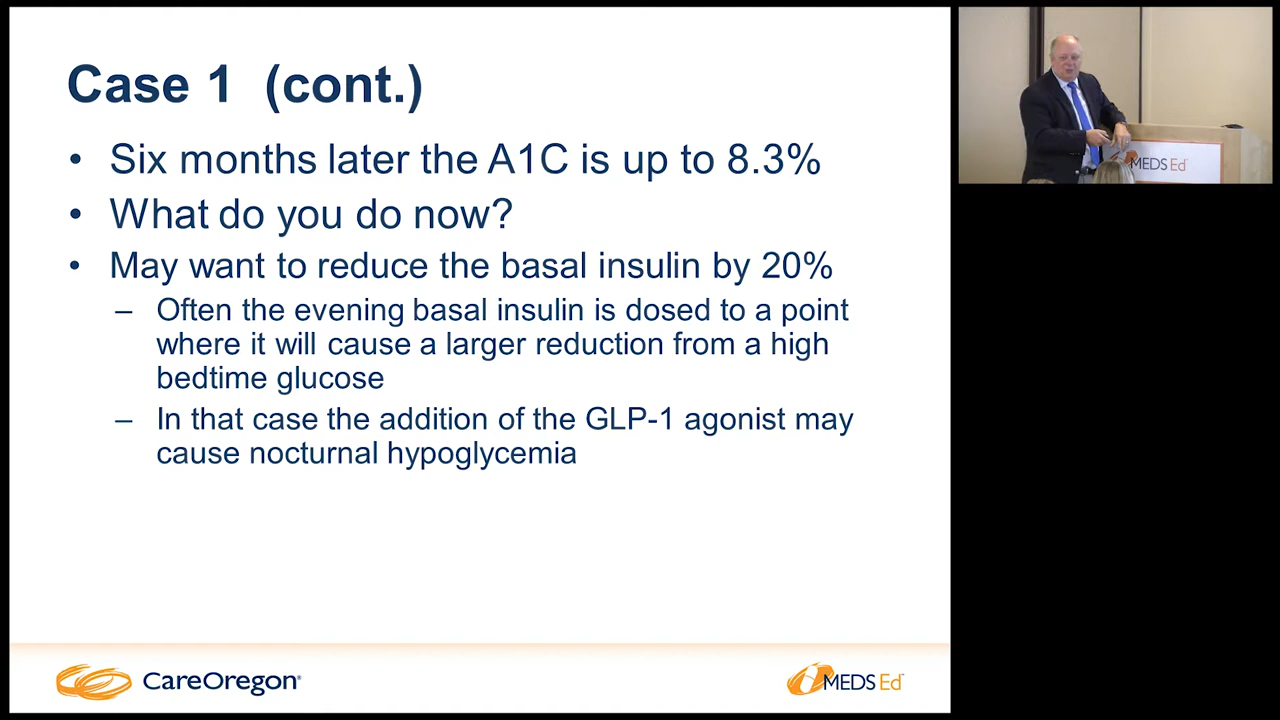 Case 1 (cont.)
• Six months later the A1C is up to 8.3%
• What do you do now?
• May want to reduce the basal insulin by 20%
– Often the evening basal insulin is dosed to a point
where it will cause a larger reduction from a high
bedtime glucose
– In that case the addition of the GLP-1 agonist may
cause nocturnal hypoglycemia
CareOregon®
MEDS Ed
MEDS Ed